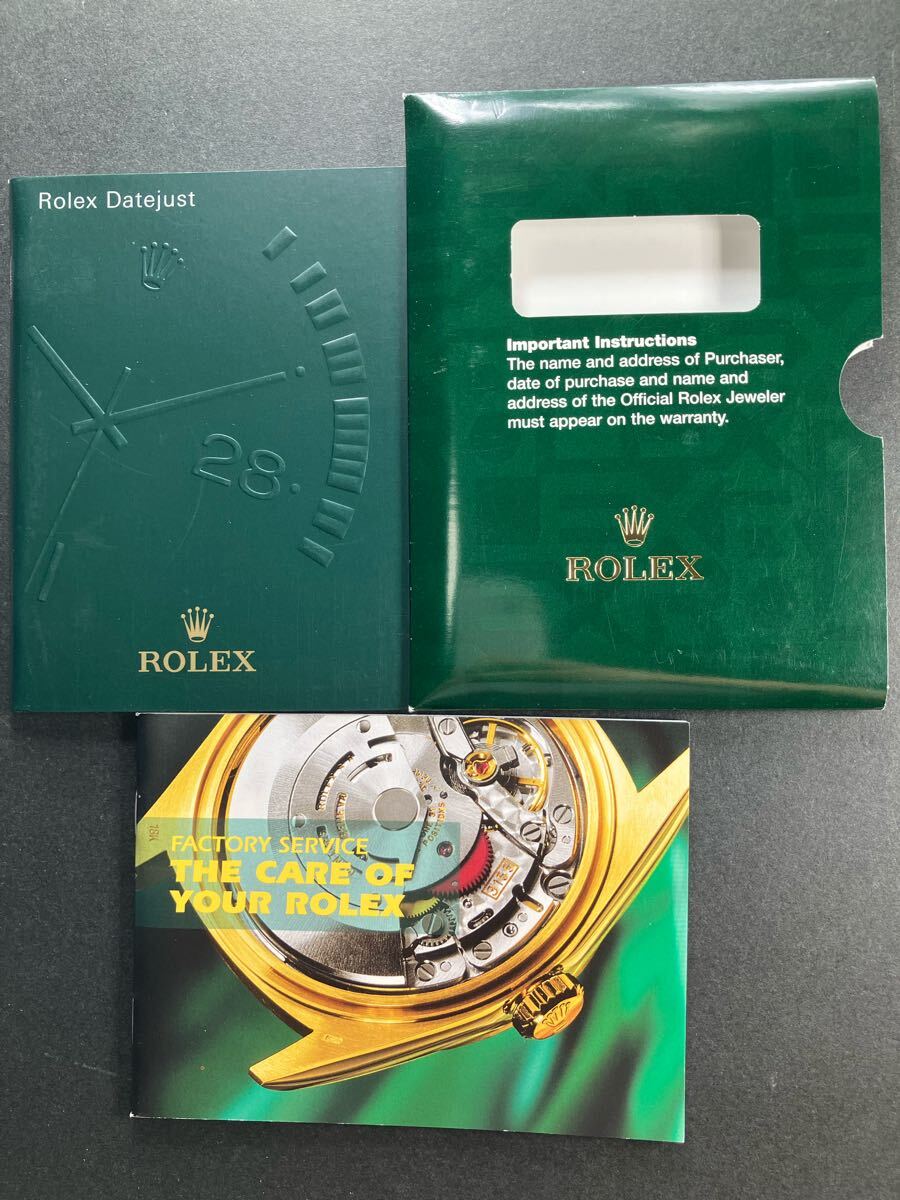 Rolex Datejust
28
ROLEX
Important Instructions
The name and address of Purchaser,
date of purchase and name and
address of the Official Rolex Jeweler
must appear on the warranty.
ROLEX
FACTORY SERVICE
THE CARE OF
YOUR ROLEX
18K
POSITIONS
3155